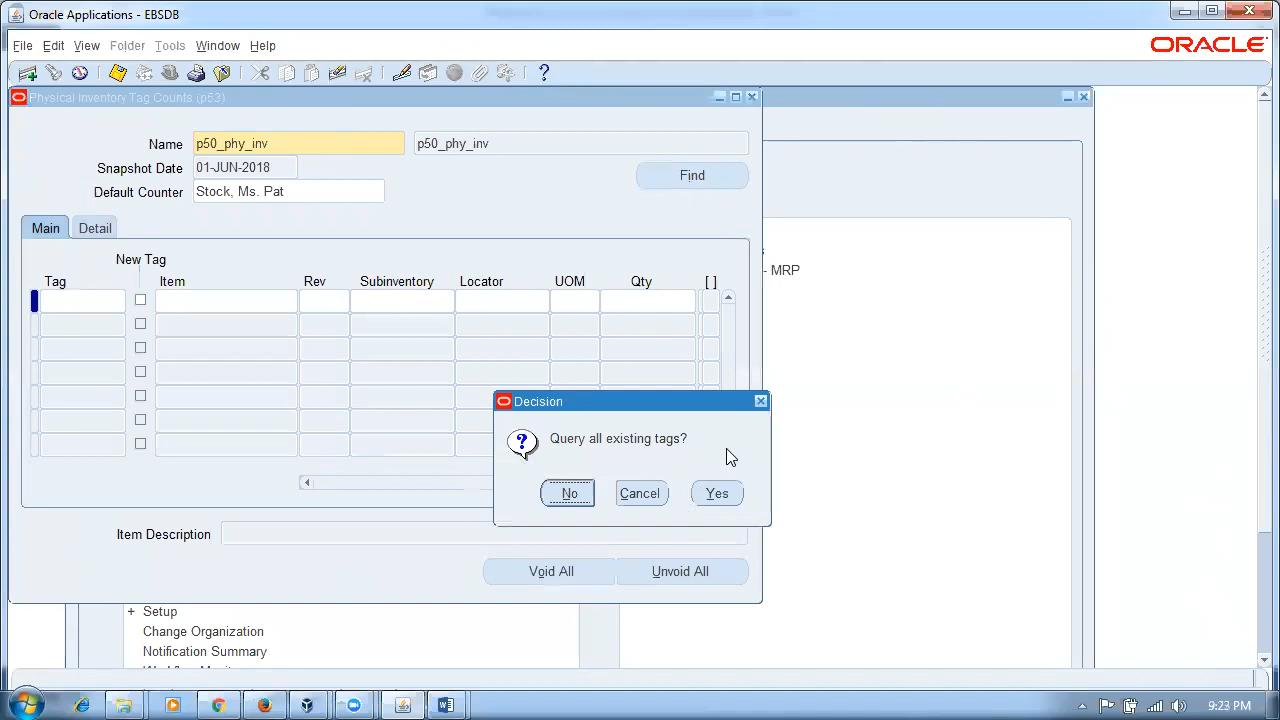 Oracle Applications - EBSDB
File Edit View Folder Tools Window Help
ORACLE
Physical Inventory Tag Counts (p53)
Name p50_phy_inv p50_phy_inv
Snapshot Date 01-JUN-2018
Find
Default Counter Stock, Ms. Pat
Main Detail
New Tag
Tag Item Rev Subinventory Locator UOM Qty [ ]
- MRP
Decision
Query all existing tags?
No Cancel Yes
Item Description
Void All Unvoid All
+ Setup
Change Organization
Notification Summary
9:23 PM